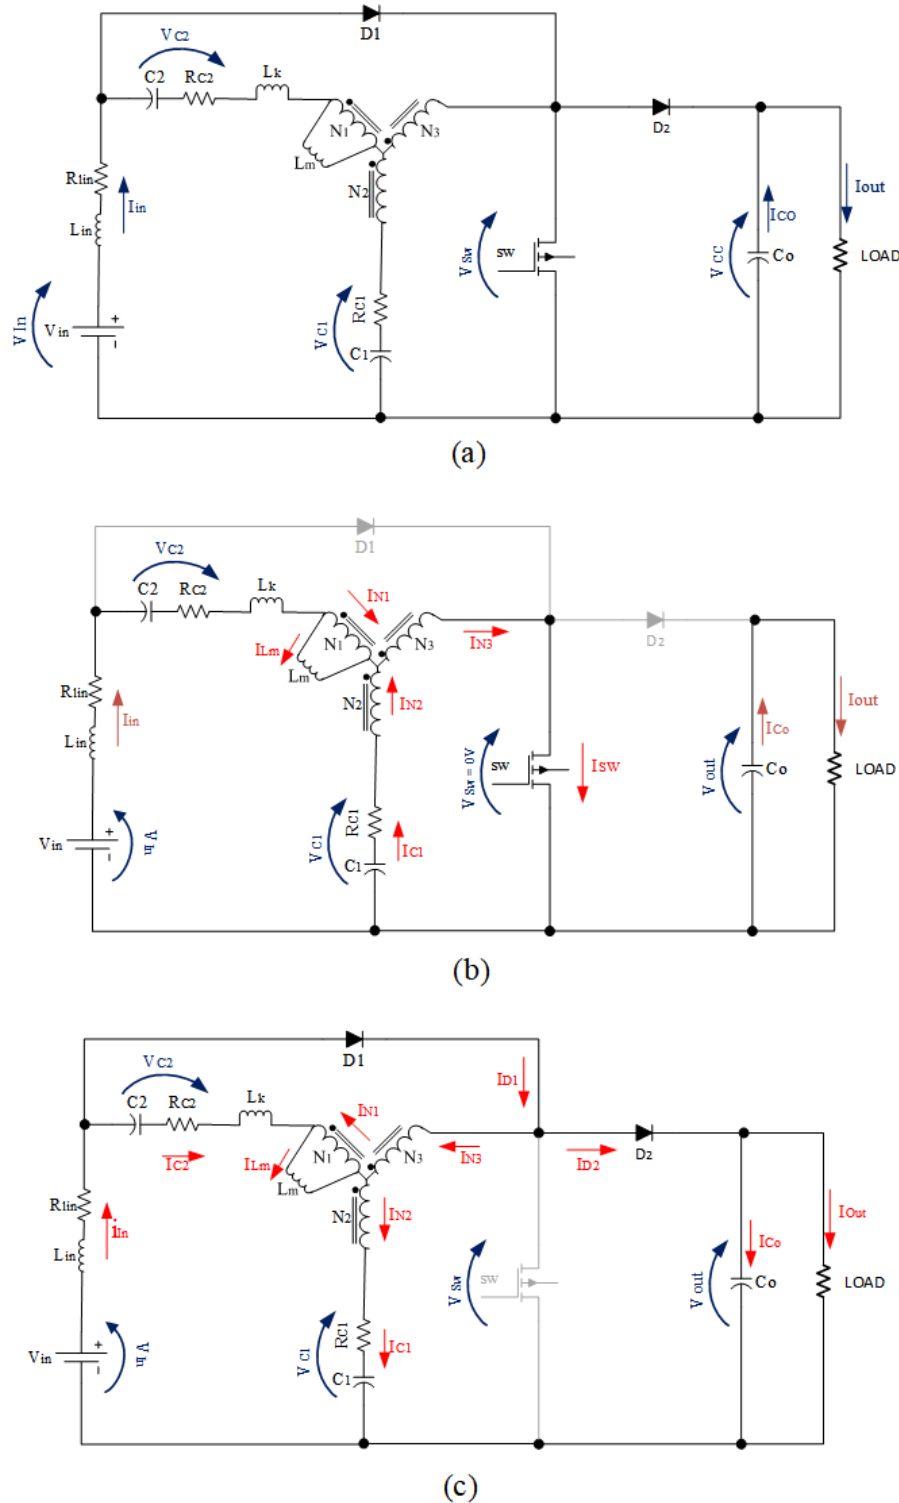 D1
VC2
C2 RC2 Lk
N1 N3
Lm
N2
D2
R1in
Iin
Lin
Vin
Vin
+
-
VC1
RC1
C1
VSw
SW
VCC
ICO
Co
Iout
LOAD
(a)
D1
VC2
C2 RC2 Lk
IN1
ILm
N1 N3
IN3
Lm
N2
IN2
D2
R1in
Iin
Lin
Vin
+
-
Vin
VC1
RC1
C1
IC1
VSw = 0V
SW
ISW
Vout
ICo
Co
Iout
LOAD
(b)
D1
VC2
C2 RC2 Lk
IC2
IN1
ILm
N1 N3
IN3
Lm
N2
IN2
ID1
ID2
D2
R1in
iIn
Lin
Vin
+
-
Vin
VC1
RC1
C1
IC1
VSw
SW
Vout
ICo
Co
IOut
LOAD
(c)